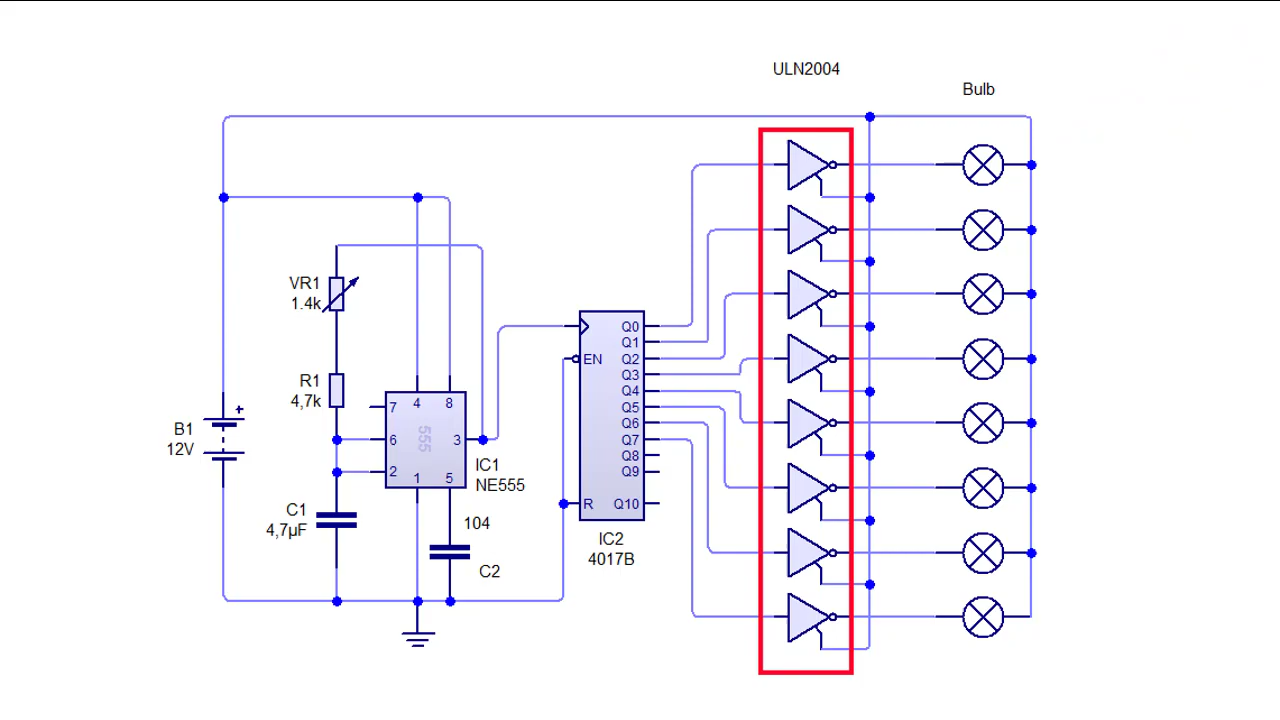 ULN2004
Bulb
VR1
1.4k
R1
4,7k
B1
12V
+
7
4
8
6
555
3
2
1
5
IC1
NE555
C1
4,7µF
104
C2
EN
R
Q0
Q1
Q2
Q3
Q4
Q5
Q6
Q7
Q8
Q9
Q10
IC2
4017B